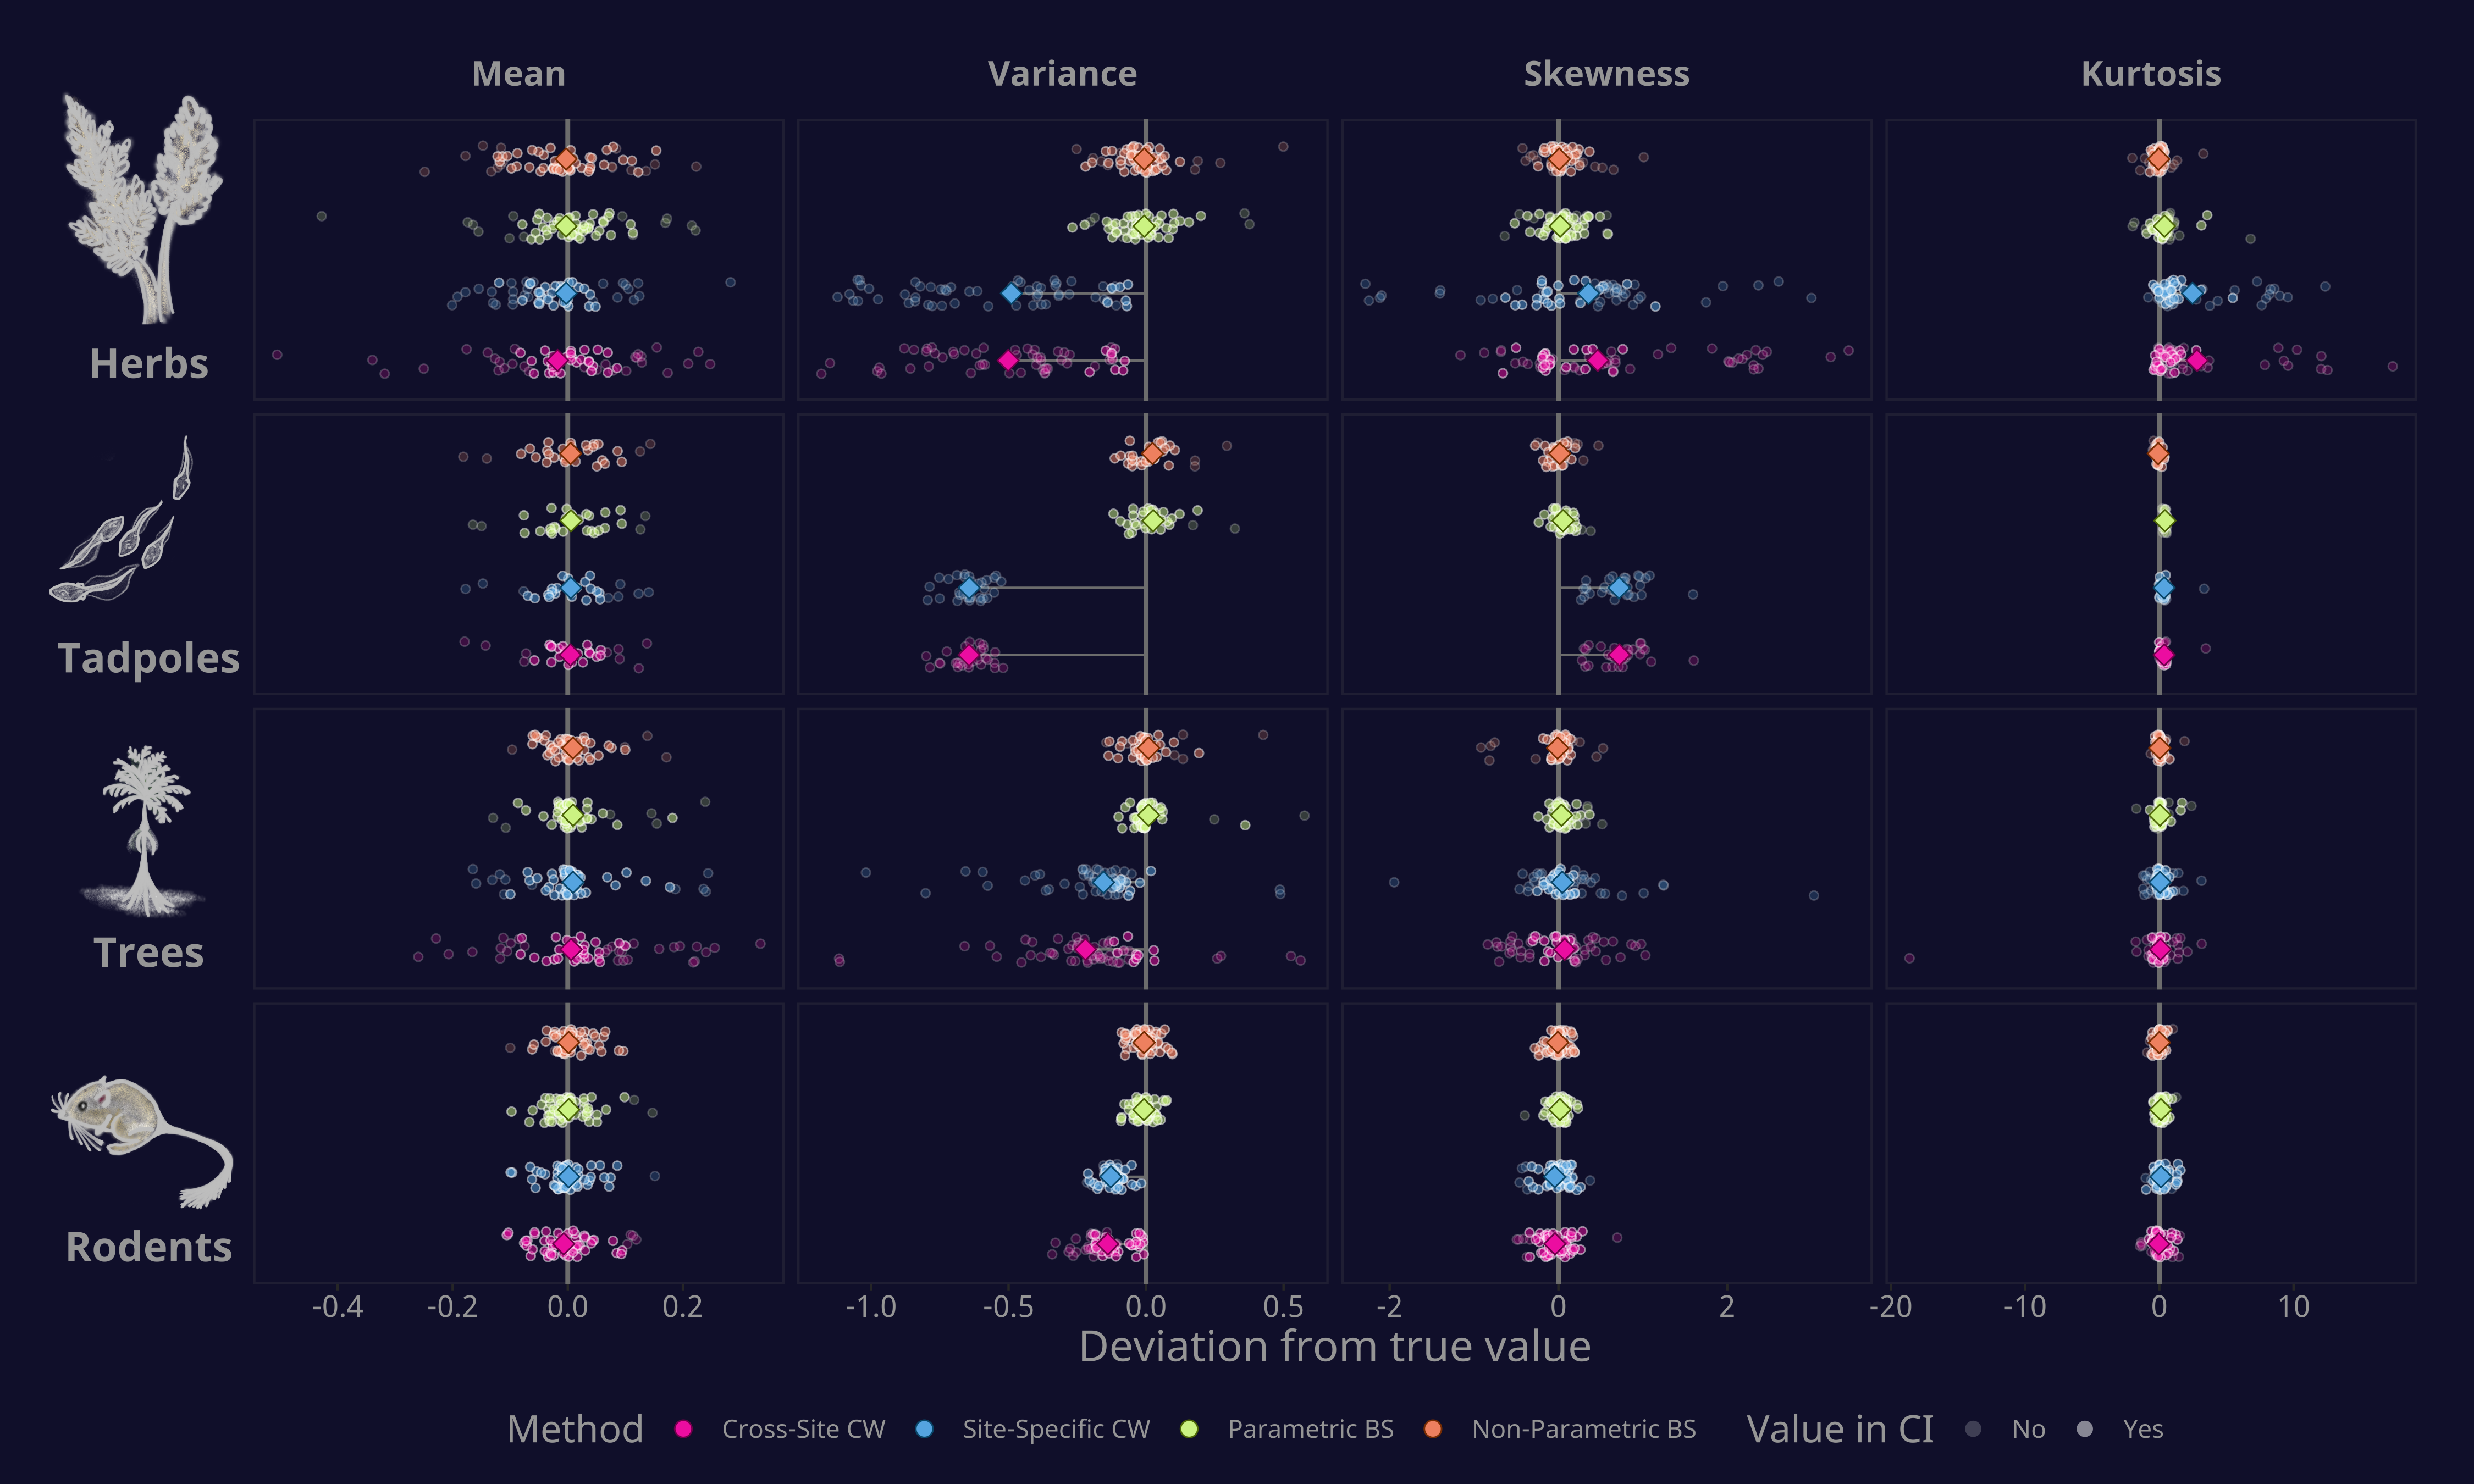 Mean Variance Skewness Kurtosis
Herbs
Tadpoles
Trees
Rodents
-0.4 -0.2 0.0 0.2 -1.0 -0.5 0.0 0.5 -2 0 2 -20 -10 0 10
Deviation from true value
Method Cross-Site CW Site-Specific CW Parametric BS Non-Parametric BS Value in CI No Yes